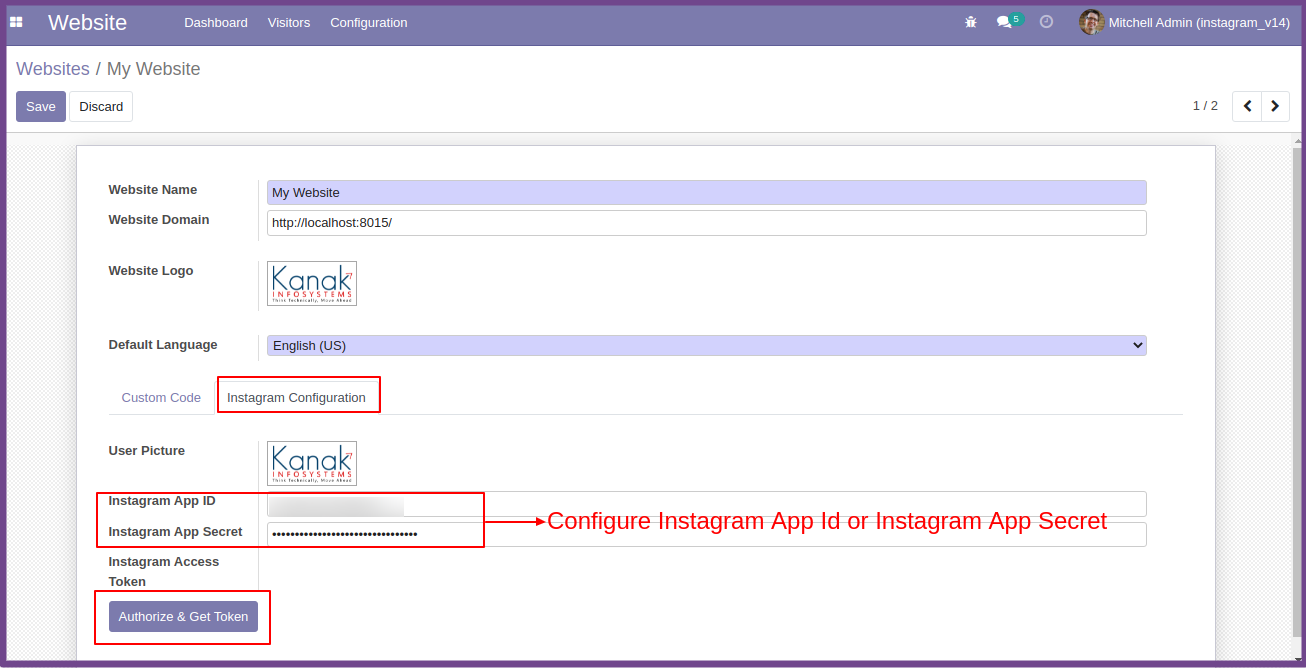 Website Dashboard Visitors Configuration 5 Mitchell Admin (instagram_v14)
Websites / My Website
Save Discard 1 / 2
Website Name My Website
Website Domain http://localhost:8015/
Website Logo Kanak
INFOSYSTEMS
Think Technically, Move Ahead
Default Language English (US)
Custom Code Instagram Configuration
User Picture Kanak
INFOSYSTEMS
Think Technically, Move Ahead
Instagram App ID
Configure Instagram App Id or Instagram App Secret
Instagram App Secret ••••••••••••••••••••••••••••••••
Instagram Access
Token
Authorize & Get Token